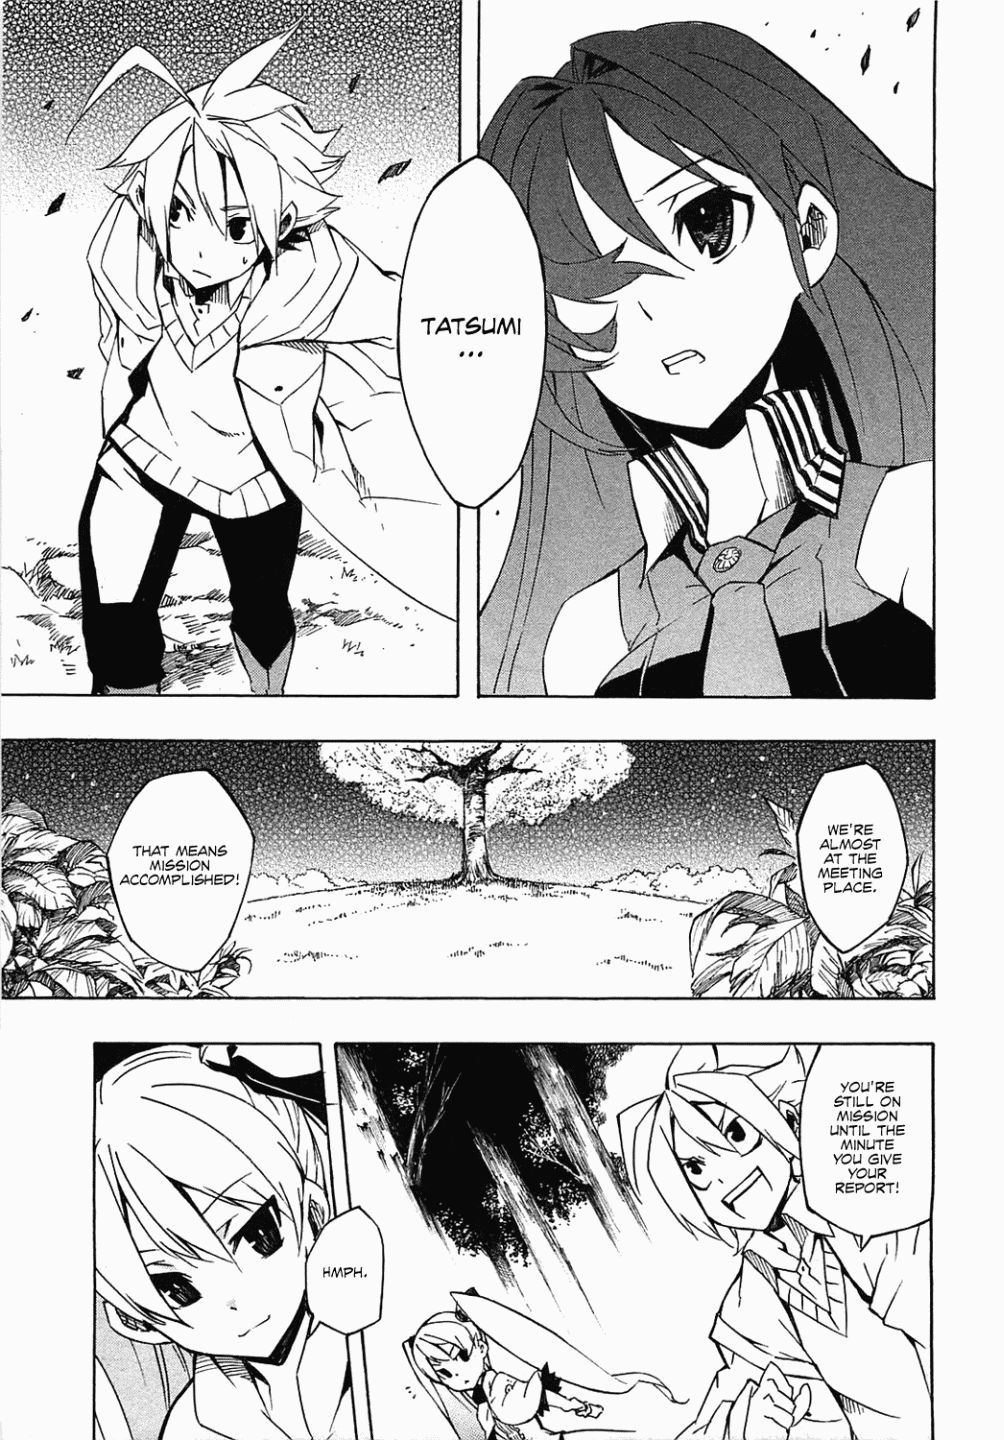 TATSUMI
...
WE'RE
ALMOST
AT THE
MEETING
PLACE.
THAT MEANS
MISSION
ACCOMPLISHED!
YOU'RE
STILL ON
MISSION
UNTIL THE
MINUTE
YOU GIVE
YOUR
REPORT!
HMPH.